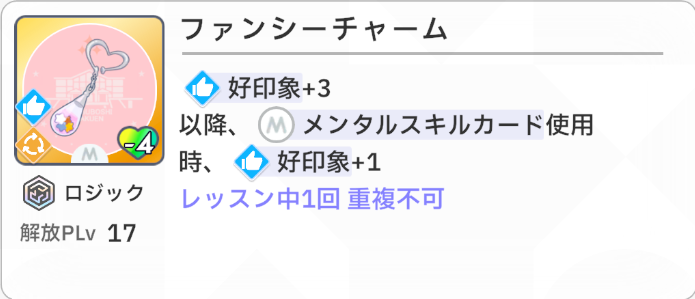 ファンシーチャーム
好印象+3
以降、Mメンタルスキルカード使用
時、好印象+1
レッスン中1回 重複不可
-4
M
ロジック
解放PLv 17